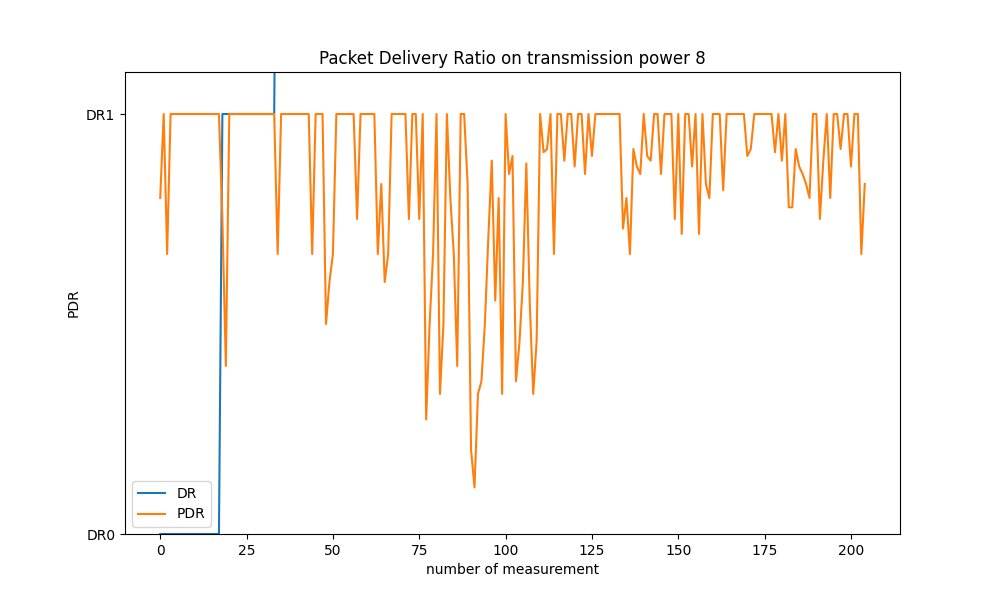 Packet Delivery Ratio on transmission power 8
DR1
PDR
DR0
DR
PDR
0 25 50 75 100 125 150 175 200
number of measurement